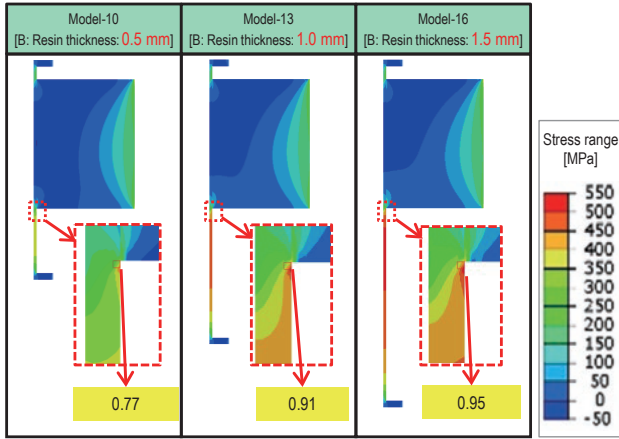 Model-10
[B: Resin thickness: 0.5 mm]
Model-13
[B: Resin thickness: 1.0 mm]
Model-16
[B: Resin thickness: 1.5 mm]
0.77
0.91
0.95
Stress range
[MPa]
550
500
450
400
350
300
250
200
150
100
50
0
-50